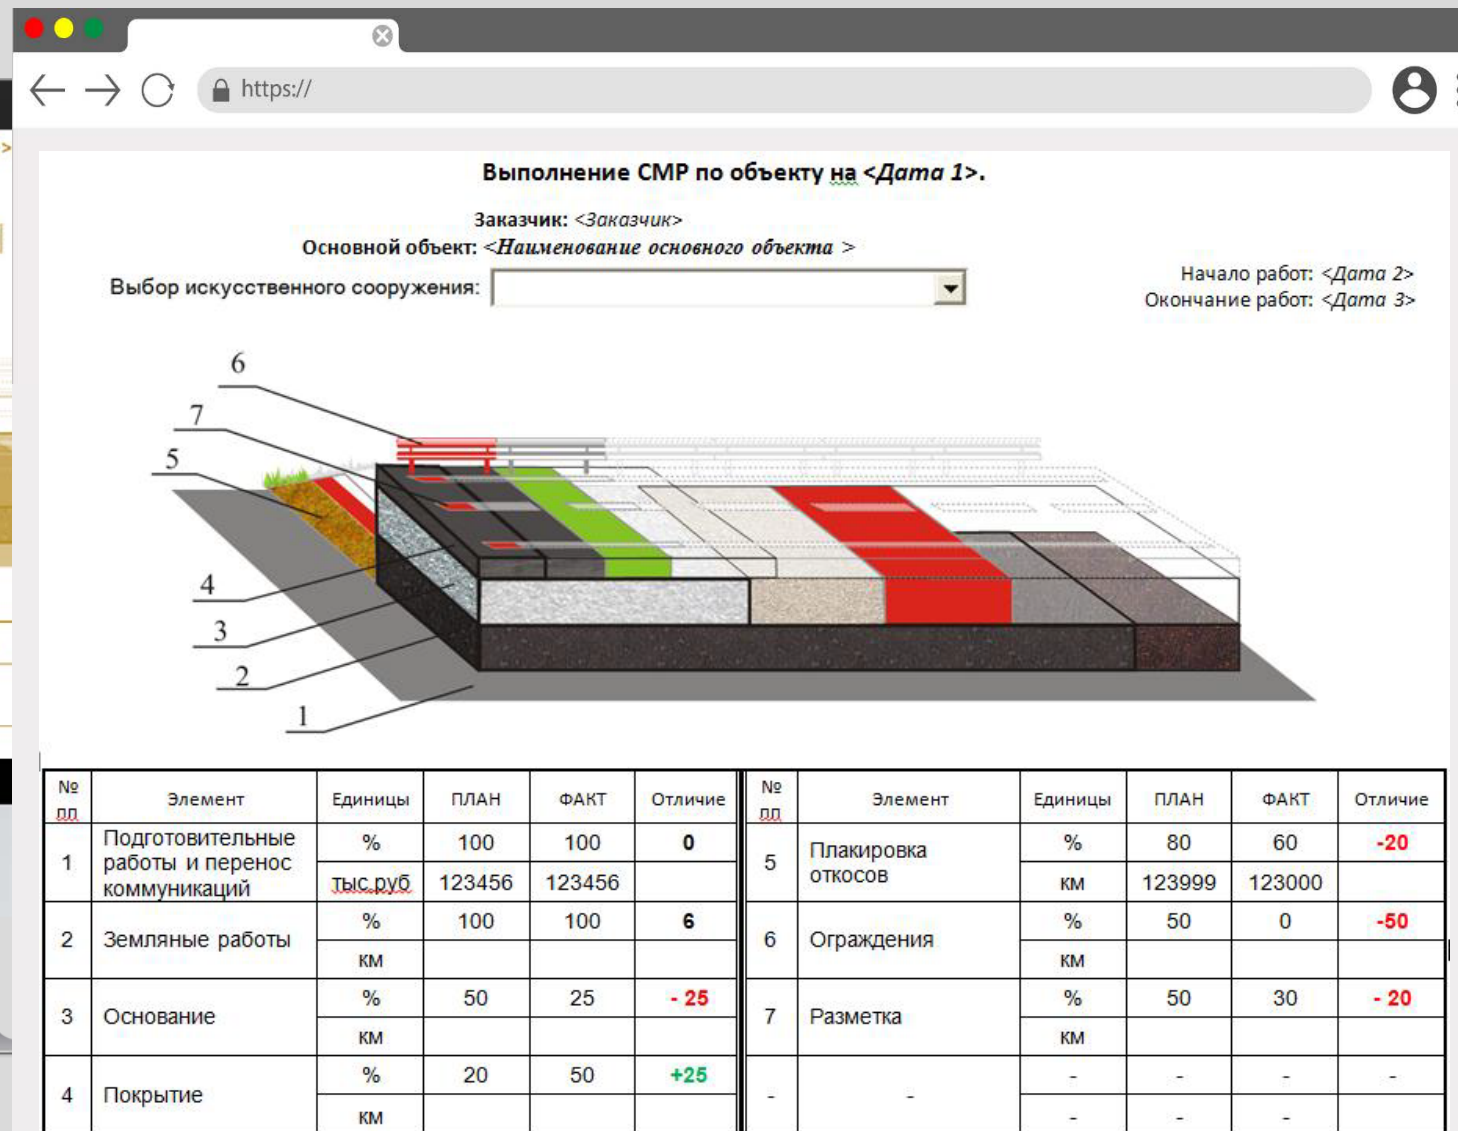 https://
Выполнение СМР по объекту на <Дата 1>.
Заказчик: <Заказчик>
Основной объект: <Наименование основного объекта >
Выбор искусственного сооружения:
Начало работ: <Дата 2>
Окончание работ: <Дата 3>
6
7
5
4
3
2
1
№ пп Элемент Единицы ПЛАН ФАКТ Отличие № пп Элемент Единицы ПЛАН ФАКТ Отличие
1 Подготовительные работы и перенос коммуникаций % 100 100 0 5 Плакировка откосов % 80 60 -20
тыс.руб 123456 123456 км 123999 123000
2 Земляные работы % 100 100 6 6 Ограждения % 50 0 -50
км км
3 Основание % 50 25 - 25 7 Разметка % 50 30 - 20
км км
4 Покрытие % 20 50 +25 - - - - - -
км - - -